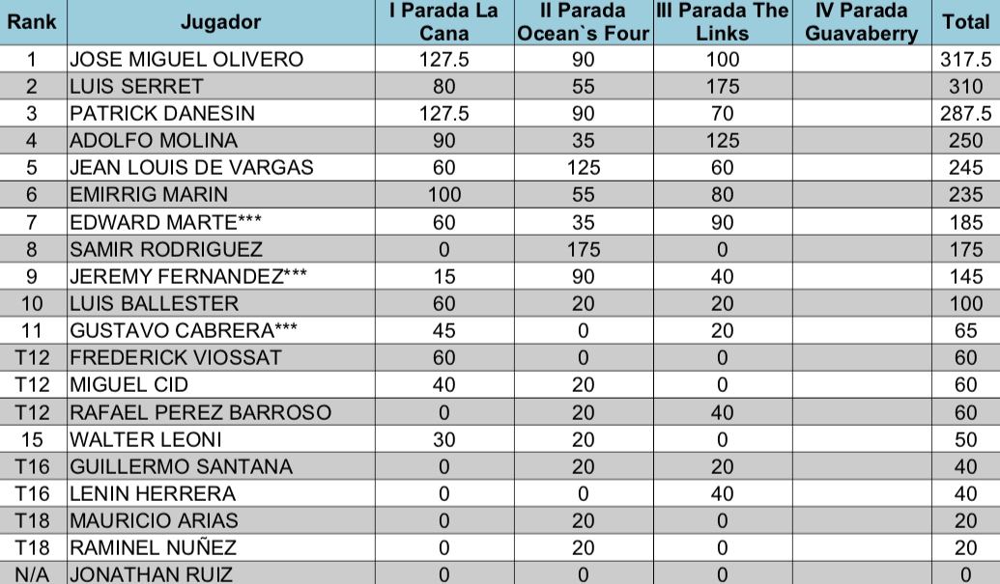 Rank Jugador I Parada La Cana II Parada Ocean`s Four III Parada The Links IV Parada Guavaberry Total
1 JOSE MIGUEL OLIVERO 127.5 90 100 317.5
2 LUIS SERRET 80 55 175 310
3 PATRICK DANESIN 127.5 90 70 287.5
4 ADOLFO MOLINA 90 35 125 250
5 JEAN LOUIS DE VARGAS 60 125 60 245
6 EMIRRIG MARIN 100 55 80 235
7 EDWARD MARTE*** 60 35 90 185
8 SAMIR RODRIGUEZ 0 175 0 175
9 JEREMY FERNANDEZ*** 15 90 40 145
10 LUIS BALLESTER 60 20 20 100
11 GUSTAVO CABRERA*** 45 0 20 65
T12 FREDERICK VIOSSAT 60 0 0 60
T12 MIGUEL CID 40 20 0 60
T12 RAFAEL PEREZ BARROSO 0 20 40 60
15 WALTER LEONI 30 20 0 50
T16 GUILLERMO SANTANA 0 20 20 40
T16 LENIN HERRERA 0 0 40 40
T18 MAURICIO ARIAS 0 20 0 20
T18 RAMINEL NUÑEZ 0 20 0 20
N/A JONATHAN RUIZ 0 0 0 0